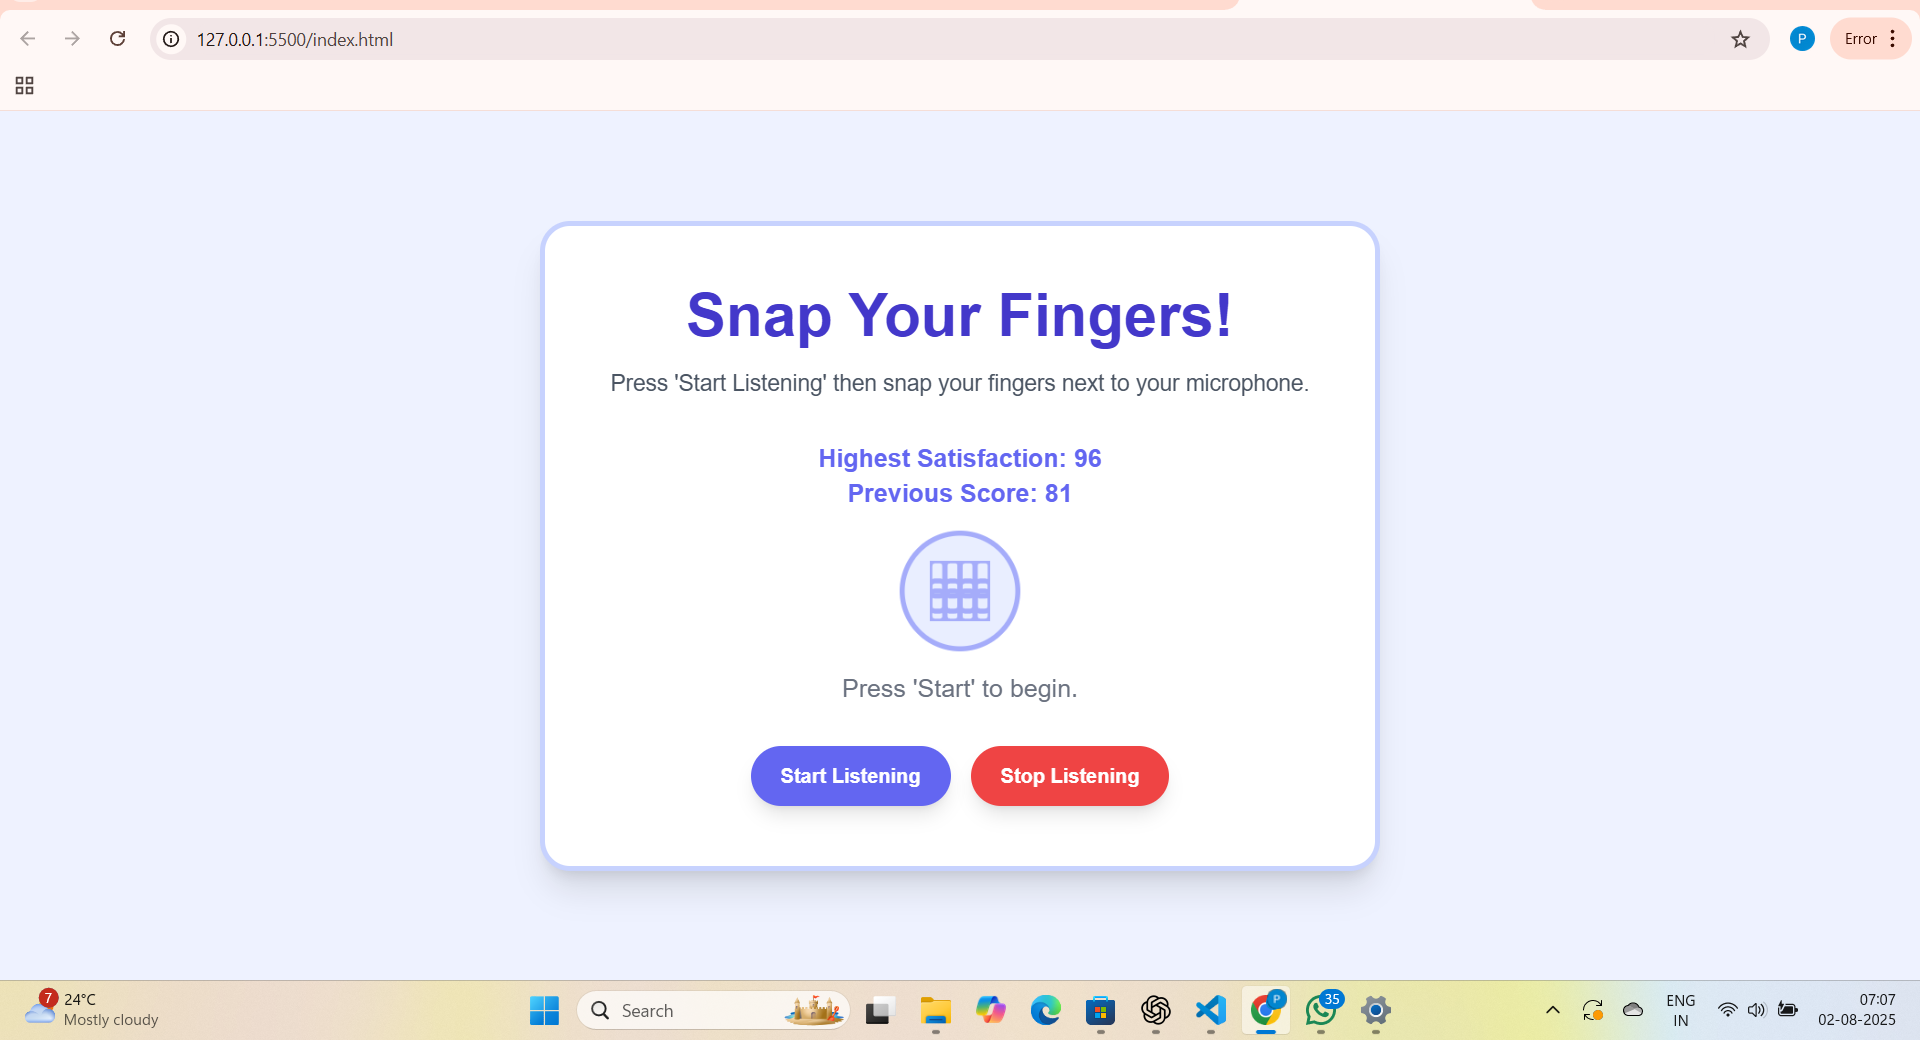 127.0.0.1:5500/index.html
P
Error
Snap Your Fingers!
Press 'Start Listening' then snap your fingers next to your microphone.
Highest Satisfaction: 96
Previous Score: 81
Press 'Start' to begin.
Start Listening
Stop Listening
7
24°C
Mostly cloudy
Search
P
35
ENG
IN
07:07
02-08-2025